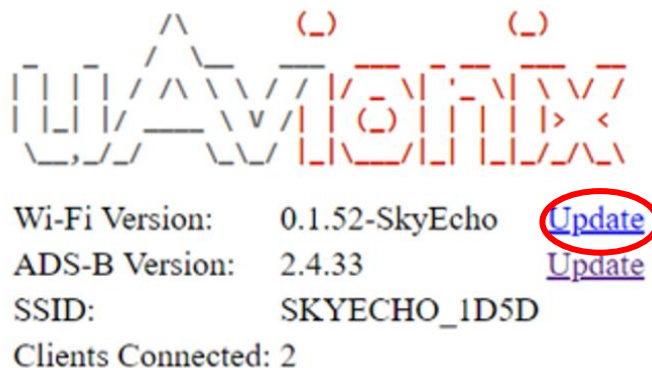 uAvionix
Wi-Fi Version: 0.1.52-SkyEcho Update
ADS-B Version: 2.4.33 Update
SSID: SKYECHO_1D5D
Clients Connected: 2